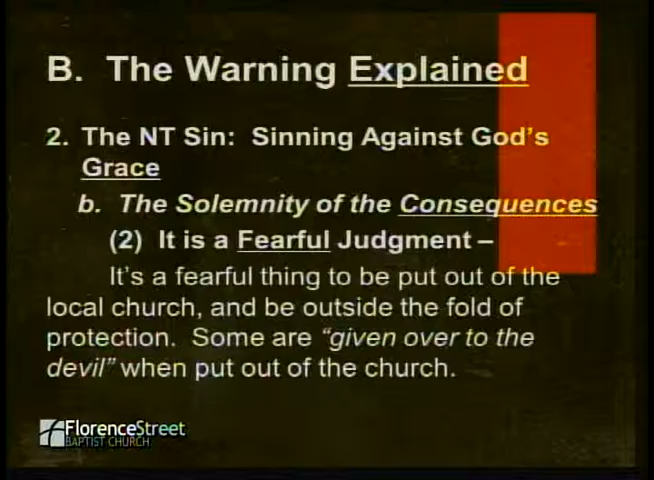 B. The Warning Explained
2. The NT Sin: Sinning Against God's
Grace
b. The Solemnity of the Consequences
(2) It is a Fearful Judgment –
It's a fearful thing to be put out of the
local church, and be outside the fold of
protection. Some are “given over to the
devil” when put out of the church.
FlorenceStreet
BAPTIST CHURCH